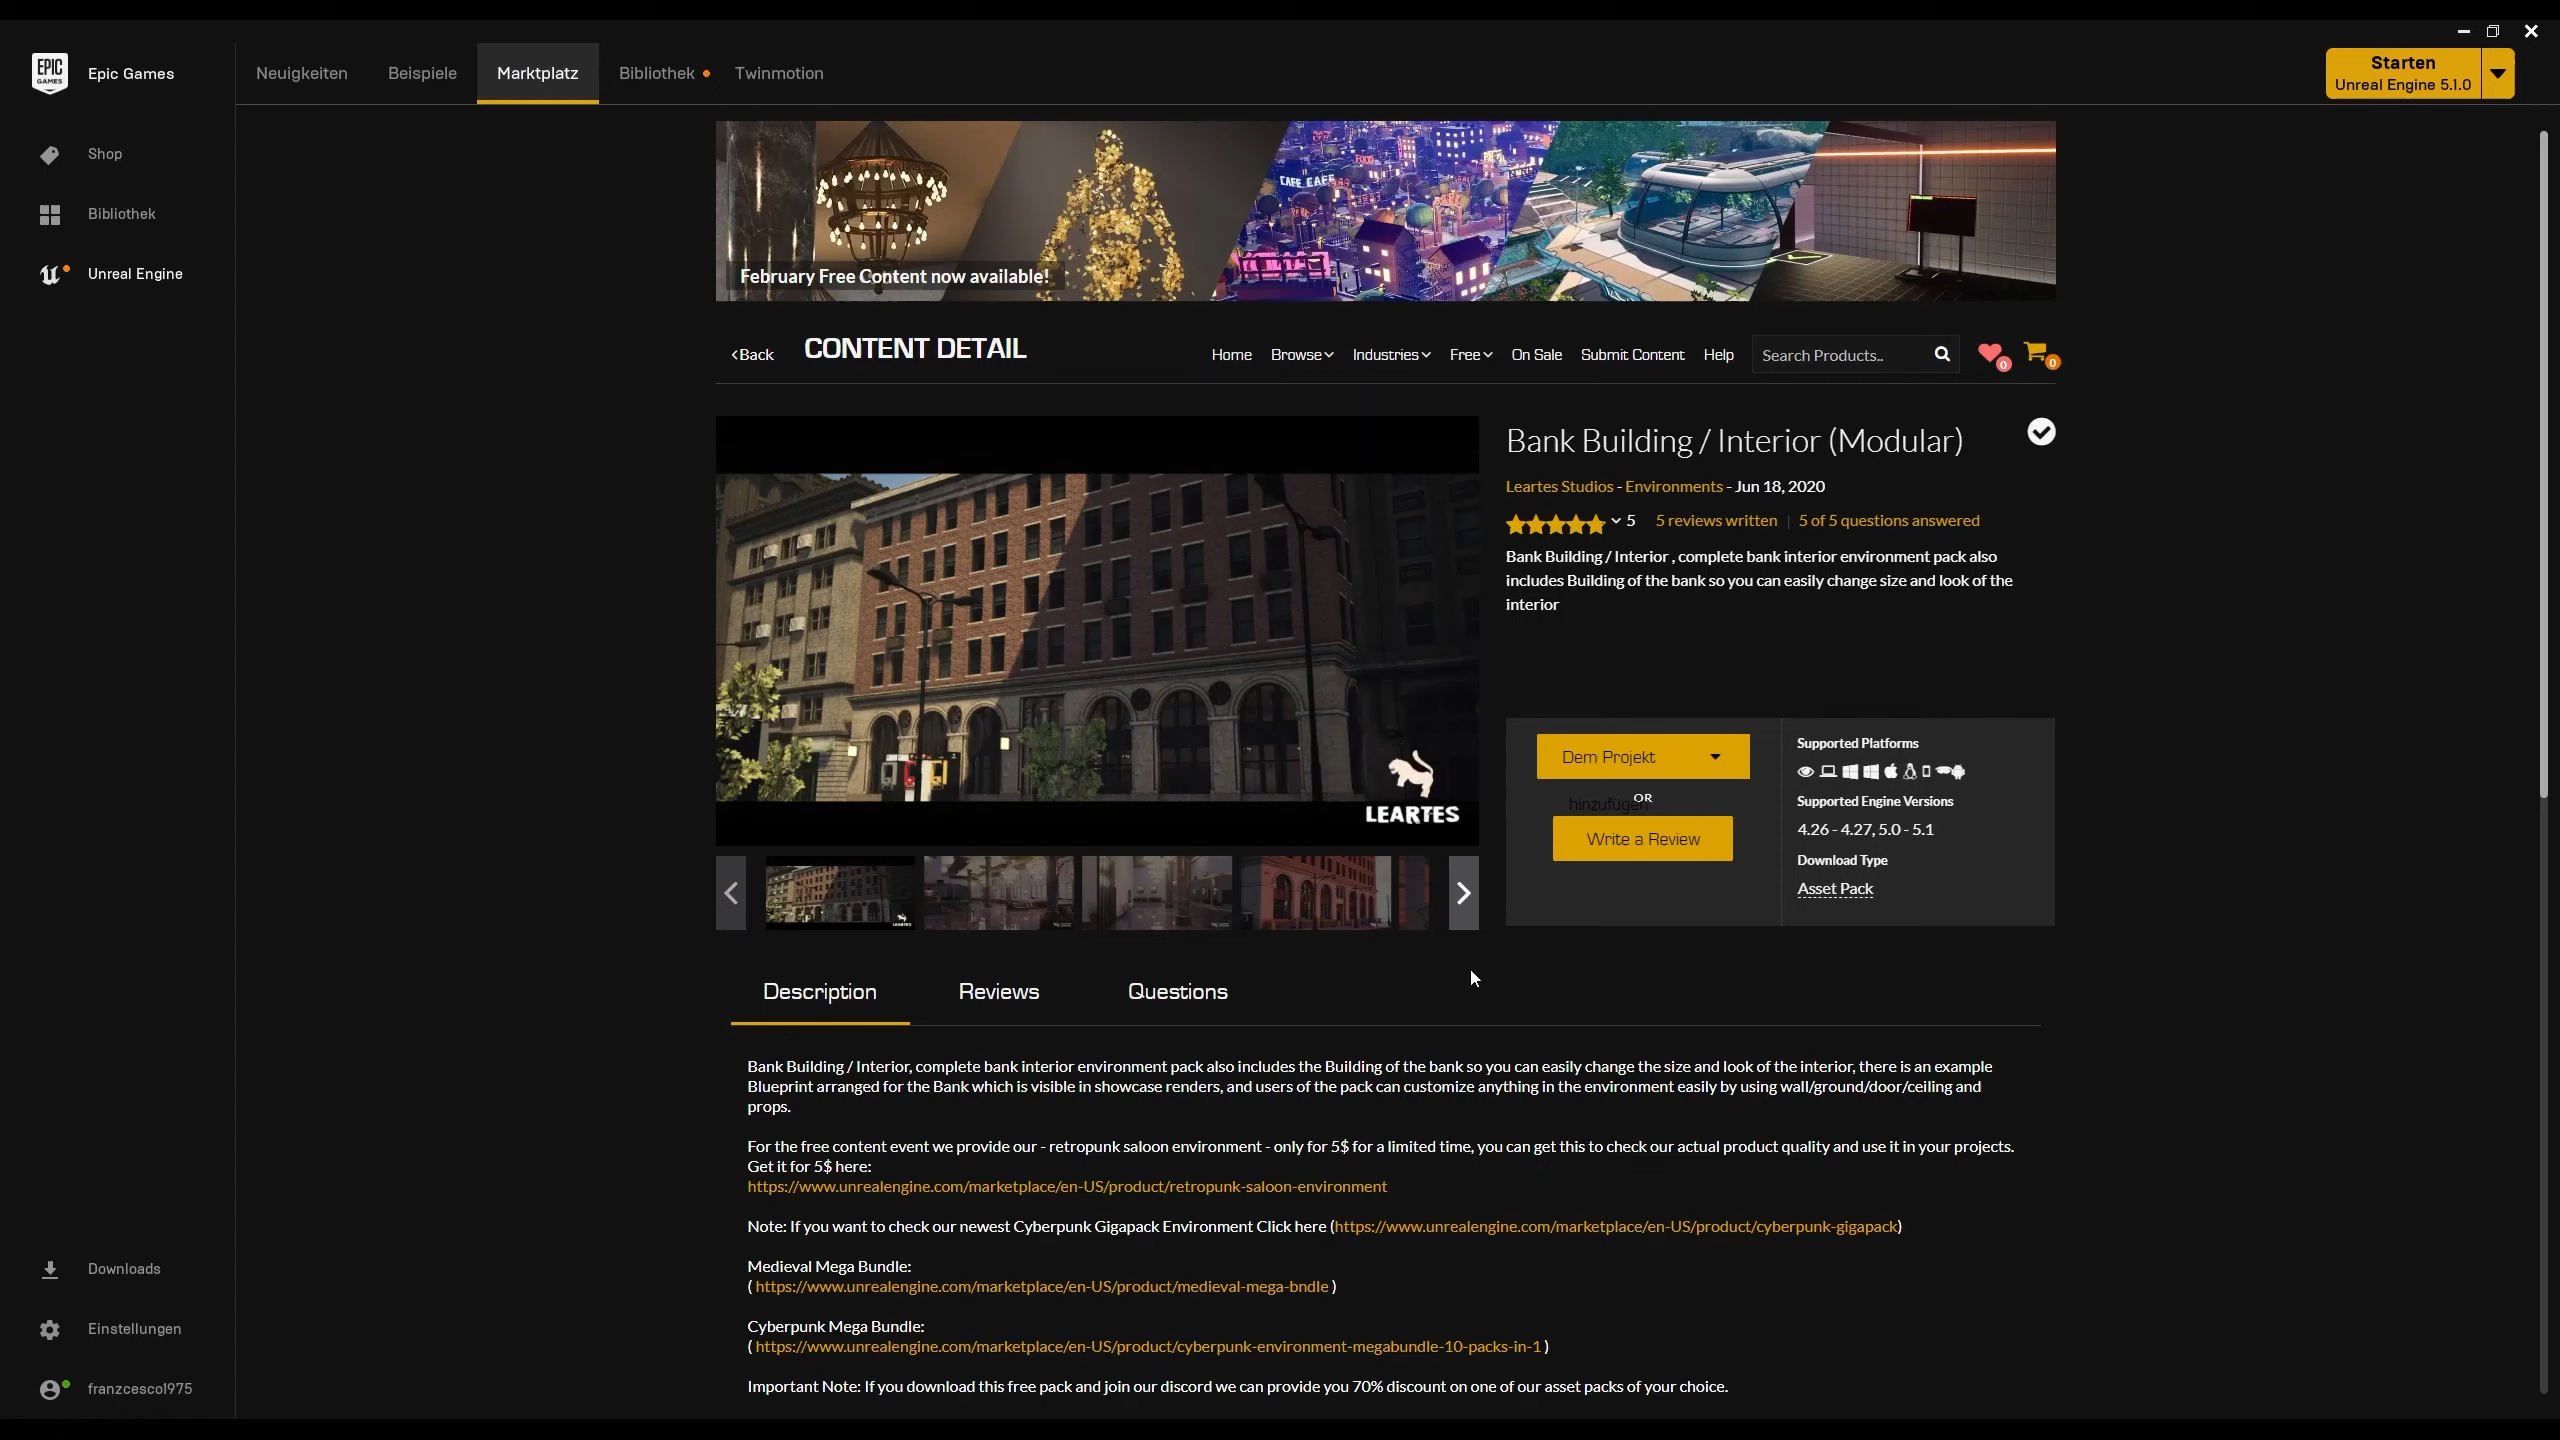 EPIC GAMES
Epic Games
Neuigkeiten
Beispiele
Marktplatz
Bibliothek
Twinmotion
Starten
Unreal Engine 5.1.0
Shop
Bibliothek
Unreal Engine
CAFE CAFE
FOOD
February Free Content now available!
Back
CONTENT DETAIL
Home
Browse
Industries
Free
On Sale
Submit Content
Help
Search Products..
0
0
LEARTES
Bank Building / Interior (Modular)
Leartes Studios - Environments - Jun 18, 2020
5
5 reviews written
5 of 5 questions answered
Bank Building / Interior , complete bank interior environment pack also
includes Building of the bank so you can easily change size and look of the
interior
Dem Projekt
hinzufügen
OR
Write a Review
Supported Platforms
Supported Engine Versions
4.26 - 4.27, 5.0 - 5.1
Download Type
Asset Pack
LEARTES
Description
Reviews
Questions
Bank Building / Interior, complete bank interior environment pack also includes the Building of the bank so you can easily change the size and look of the interior, there is an example
Blueprint arranged for the Bank which is visible in showcase renders, and users of the pack can customize anything in the environment easily by using wall/ground/door/ceiling and
props.
For the free content event we provide our - retropunk saloon environment - only for 5$ for a limited time, you can get this to check our actual product quality and use it in your projects.
Get it for 5$ here:
https://www.unrealengine.com/marketplace/en-US/product/retropunk-saloon-environment
Note: If you want to check our newest Cyberpunk Gigapack Environment Click here (https://www.unrealengine.com/marketplace/en-US/product/cyberpunk-gigapack)
Medieval Mega Bundle:
( https://www.unrealengine.com/marketplace/en-US/product/medieval-mega-bndle )
Cyberpunk Mega Bundle:
( https://www.unrealengine.com/marketplace/en-US/product/cyberpunk-environment-megabundle-10-packs-in-1 )
Important Note: If you download this free pack and join our discord we can provide you 70% discount on one of our asset packs of your choice.
Downloads
Einstellungen
franzcesco1975